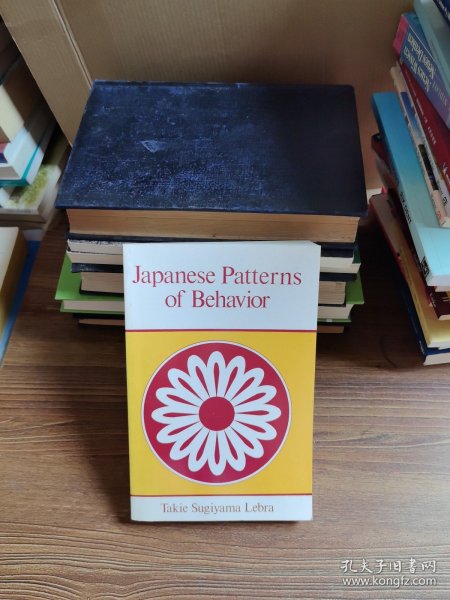 Japanese Patterns
of Behavior
Takie Sugiyama Lebra
孔夫子旧书网
www.kongfz.com